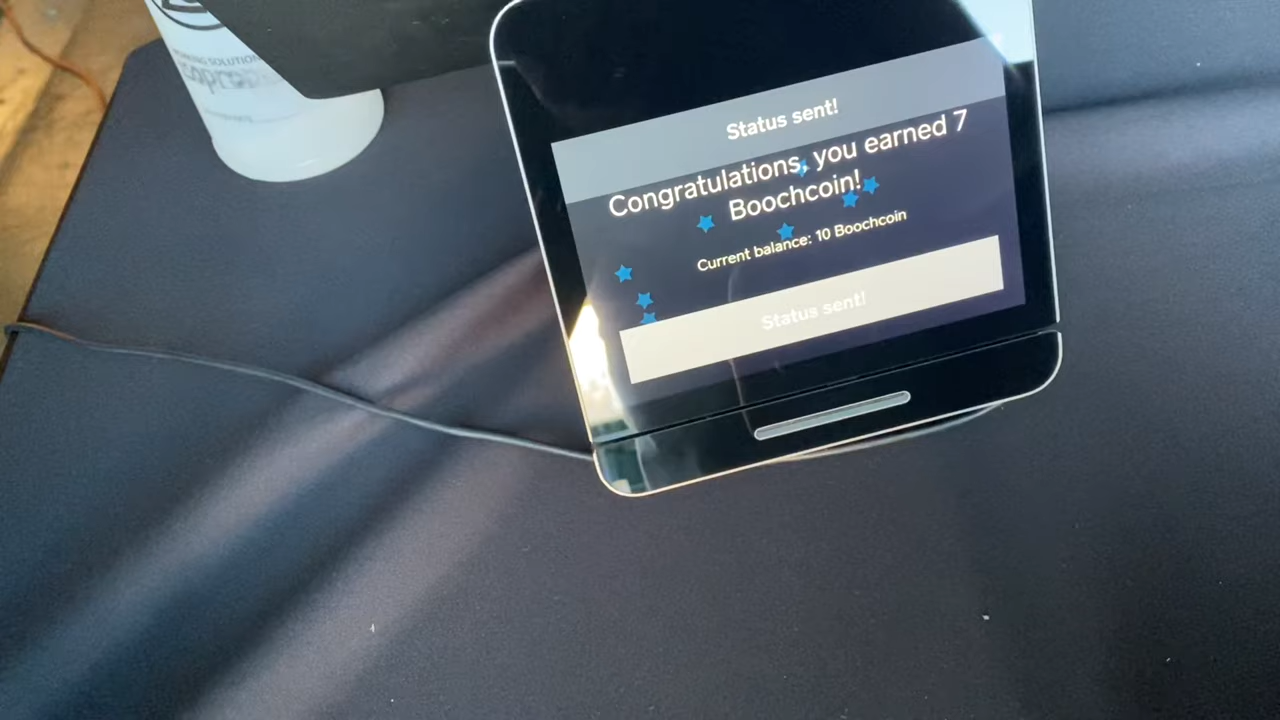 Status sent!
Congratulations, you earned 7
Boochcoin!
Current balance: 10 Boochcoin
Status sent!